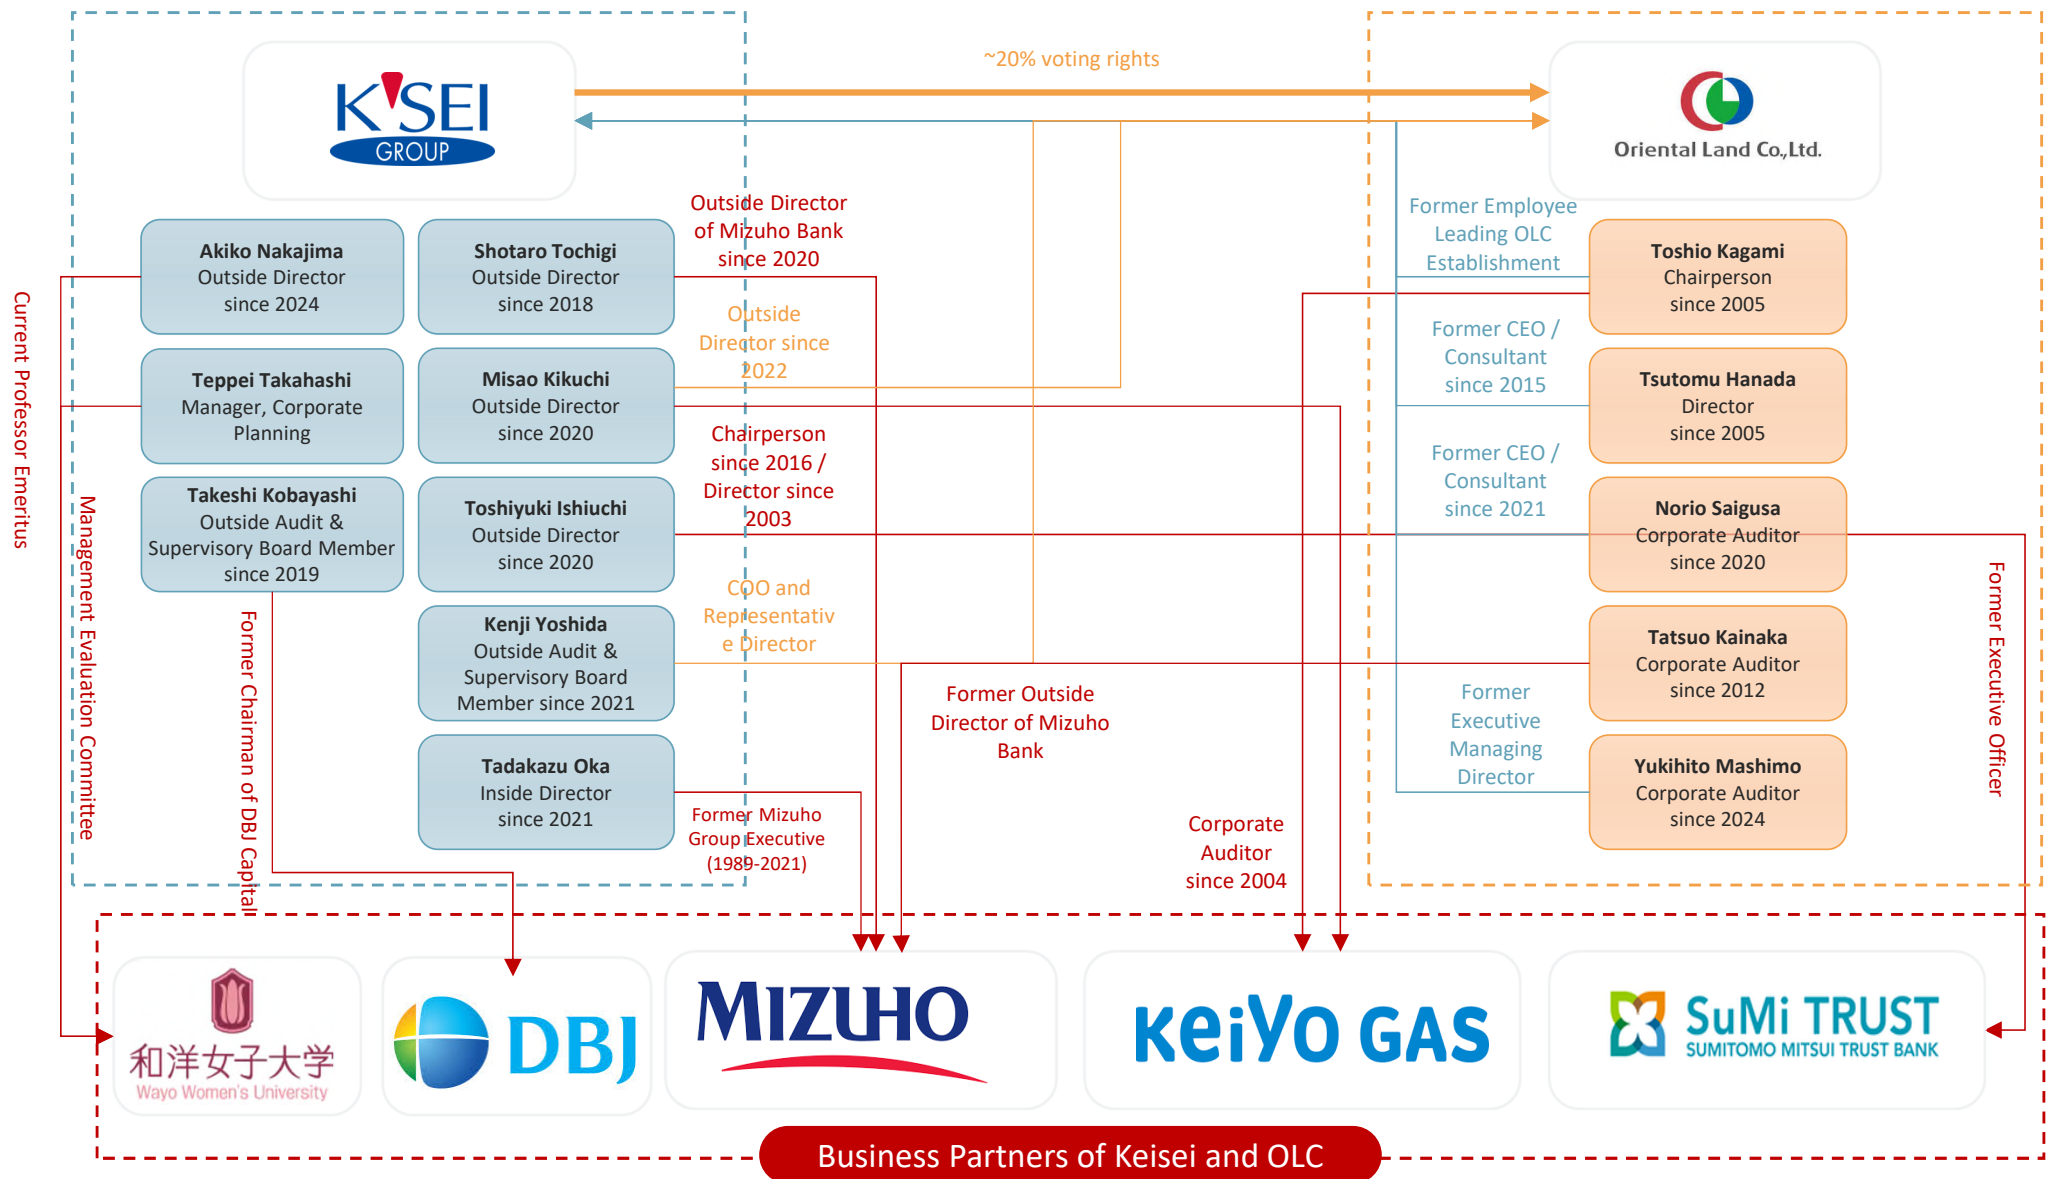 K'SEI
GROUP
~20% voting rights
Oriental Land Co.,Ltd.
Akiko Nakajima
Outside Director
since 2024
Shotaro Tochigi
Outside Director
since 2018
Outside Director
of Mizuho Bank
since 2020
Former Employee
Leading OLC
Establishment
Toshio Kagami
Chairperson
since 2005
Teppei Takahashi
Manager, Corporate
Planning
Misao Kikuchi
Outside Director
since 2020
Outside
Director since
2022
Former CEO /
Consultant
since 2015
Tsutomu Hanada
Director
since 2005
Takeshi Kobayashi
Outside Audit &
Supervisory Board Member
since 2019
Toshiyuki Ishiuchi
Outside Director
since 2020
Chairperson
since 2016 /
Director since
2003
Former CEO /
Consultant
since 2021
Norio Saigusa
Corporate Auditor
since 2020
Kenji Yoshida
Outside Audit &
Supervisory Board
Member since 2021
COO and
Representativ
e Director
Tatsuo Kainaka
Corporate Auditor
since 2012
Tadakazu Oka
Inside Director
since 2021
Former Mizuho
Group Executive
(1989-2021)
Former Outside
Director of Mizuho
Bank
Corporate
Auditor
since 2004
Former
Executive
Managing
Director
Yukihito Mashimo
Corporate Auditor
since 2024
Current Professor Emeritus
Management Evaluation Committee
Former Chairman of DBJ Capital
Former Executive Officer
和洋女子大学
Wayo Women's University
DBJ
MIZUHO
KeiYO GAS
SuMi TRUST
SUMITOMO MITSUI TRUST BANK
Business Partners of Keisei and OLC